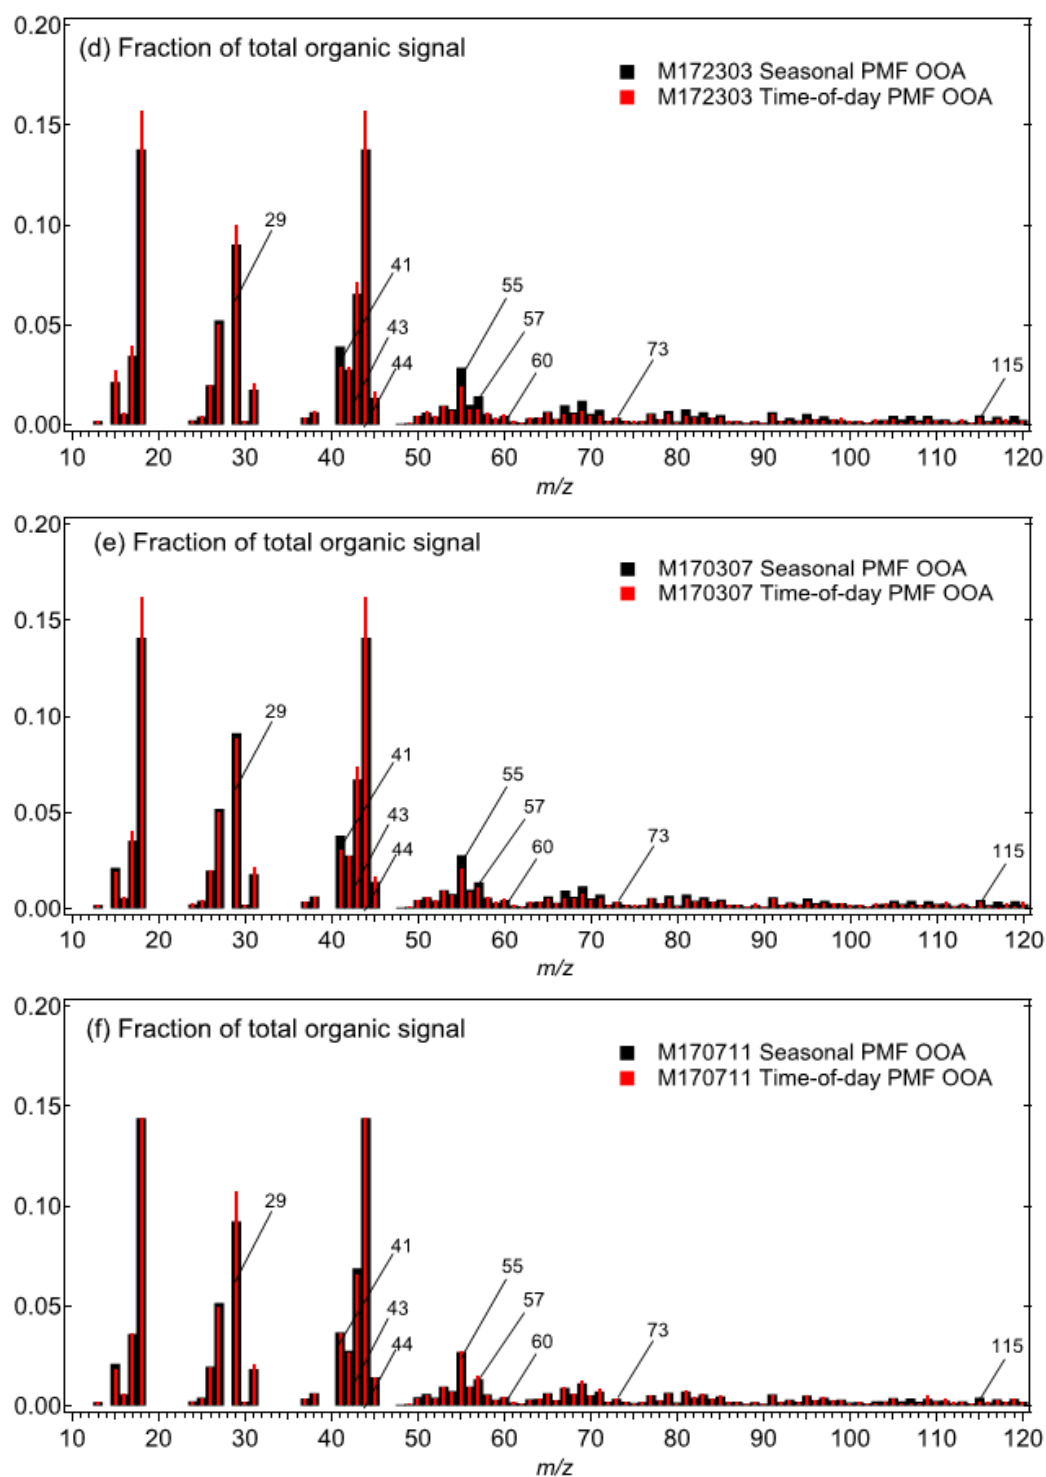 0.20
(d) Fraction of total organic signal
M172303 Seasonal PMF OOA
M172303 Time-of-day PMF OOA
0.15
0.10
29
41
55
0.05
57
43
73
60
44
115
0.00
10 20 30 40 50 60 70 80 90 100 110 120
m/z
0.20
(e) Fraction of total organic signal
M170307 Seasonal PMF OOA
M170307 Time-of-day PMF OOA
0.15
0.10
29
41
55
0.05
57
43
73
60
44
115
0.00
10 20 30 40 50 60 70 80 90 100 110 120
m/z
0.20
(f) Fraction of total organic signal
M170711 Seasonal PMF OOA
M170711 Time-of-day PMF OOA
0.15
0.10
29
41
55
0.05
57
43
73
60
44
115
0.00
10 20 30 40 50 60 70 80 90 100 110 120
m/z